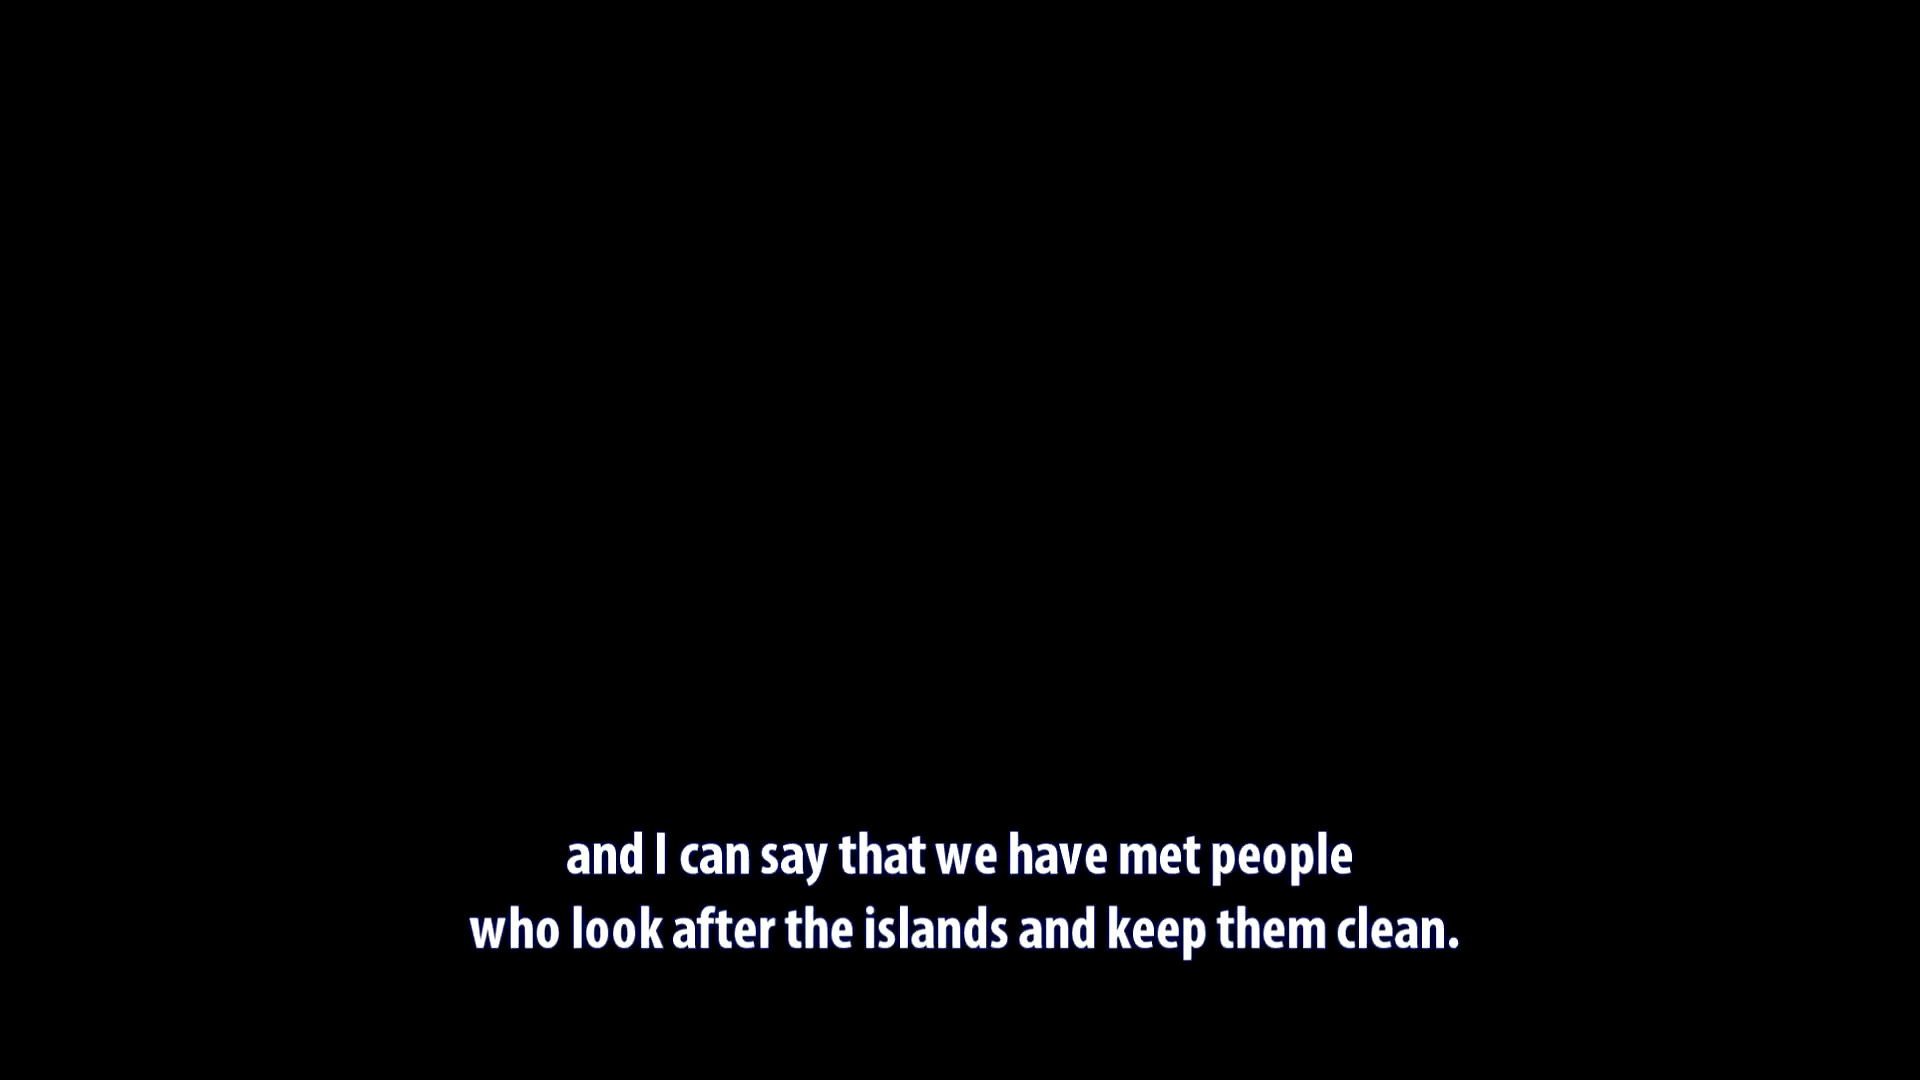 and I can say that we have met people
who look after the islands and keep them clean.